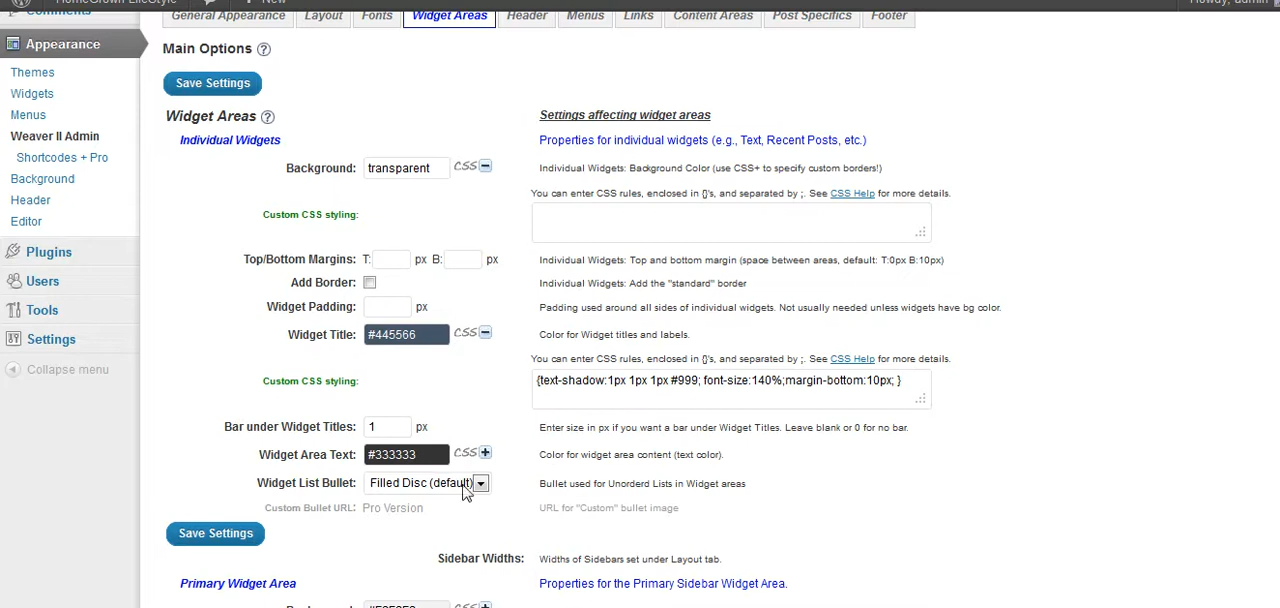 HomeGrown LifeStyle
New
Howdy, admin
Comments
General Appearance Layout Fonts Widget Areas Header Menus Links Content Areas Post Specifics Footer
Appearance
Main Options ?
Themes
Save Settings
Widgets
Menus
Widget Areas ? Settings affecting widget areas
Weaver II Admin
Individual Widgets Properties for individual widgets (e.g., Text, Recent Posts, etc.)
Shortcodes + Pro
Background: transparent CSS Individual Widgets: Background Color (use CSS+ to specify custom borders!)
Background
You can enter CSS rules, enclosed in {}'s, and separated by ;. See CSS Help for more details.
Header
Custom CSS styling:
Editor
Plugins
Top/Bottom Margins: T: px B: px Individual Widgets: Top and bottom margin (space between areas, default: T:0px B:10px)
Users
Add Border: Individual Widgets: Add the "standard" border
Tools
Widget Padding: px Padding used around all sides of individual widgets. Not usually needed unless widgets have bg color.
Settings
Widget Title: #445566 CSS Color for Widget titles and labels.
Collapse menu
You can enter CSS rules, enclosed in {}'s, and separated by ;. See CSS Help for more details.
Custom CSS styling: {text-shadow:1px 1px 1px #999; font-size:140%;margin-bottom:10px; }
Bar under Widget Titles: 1 px Enter size in px if you want a bar under Widget Titles. Leave blank or 0 for no bar.
Widget Area Text: #333333 CSS Color for widget area content (text color).
Widget List Bullet: Filled Disc (default) Bullet used for Unorderd Lists in Widget areas
Custom Bullet URL: Pro Version URL for "Custom" bullet image
Save Settings
Sidebar Widths: Widths of Sidebars set under Layout tab.
Primary Widget Area Properties for the Primary Sidebar Widget Area.
CSS